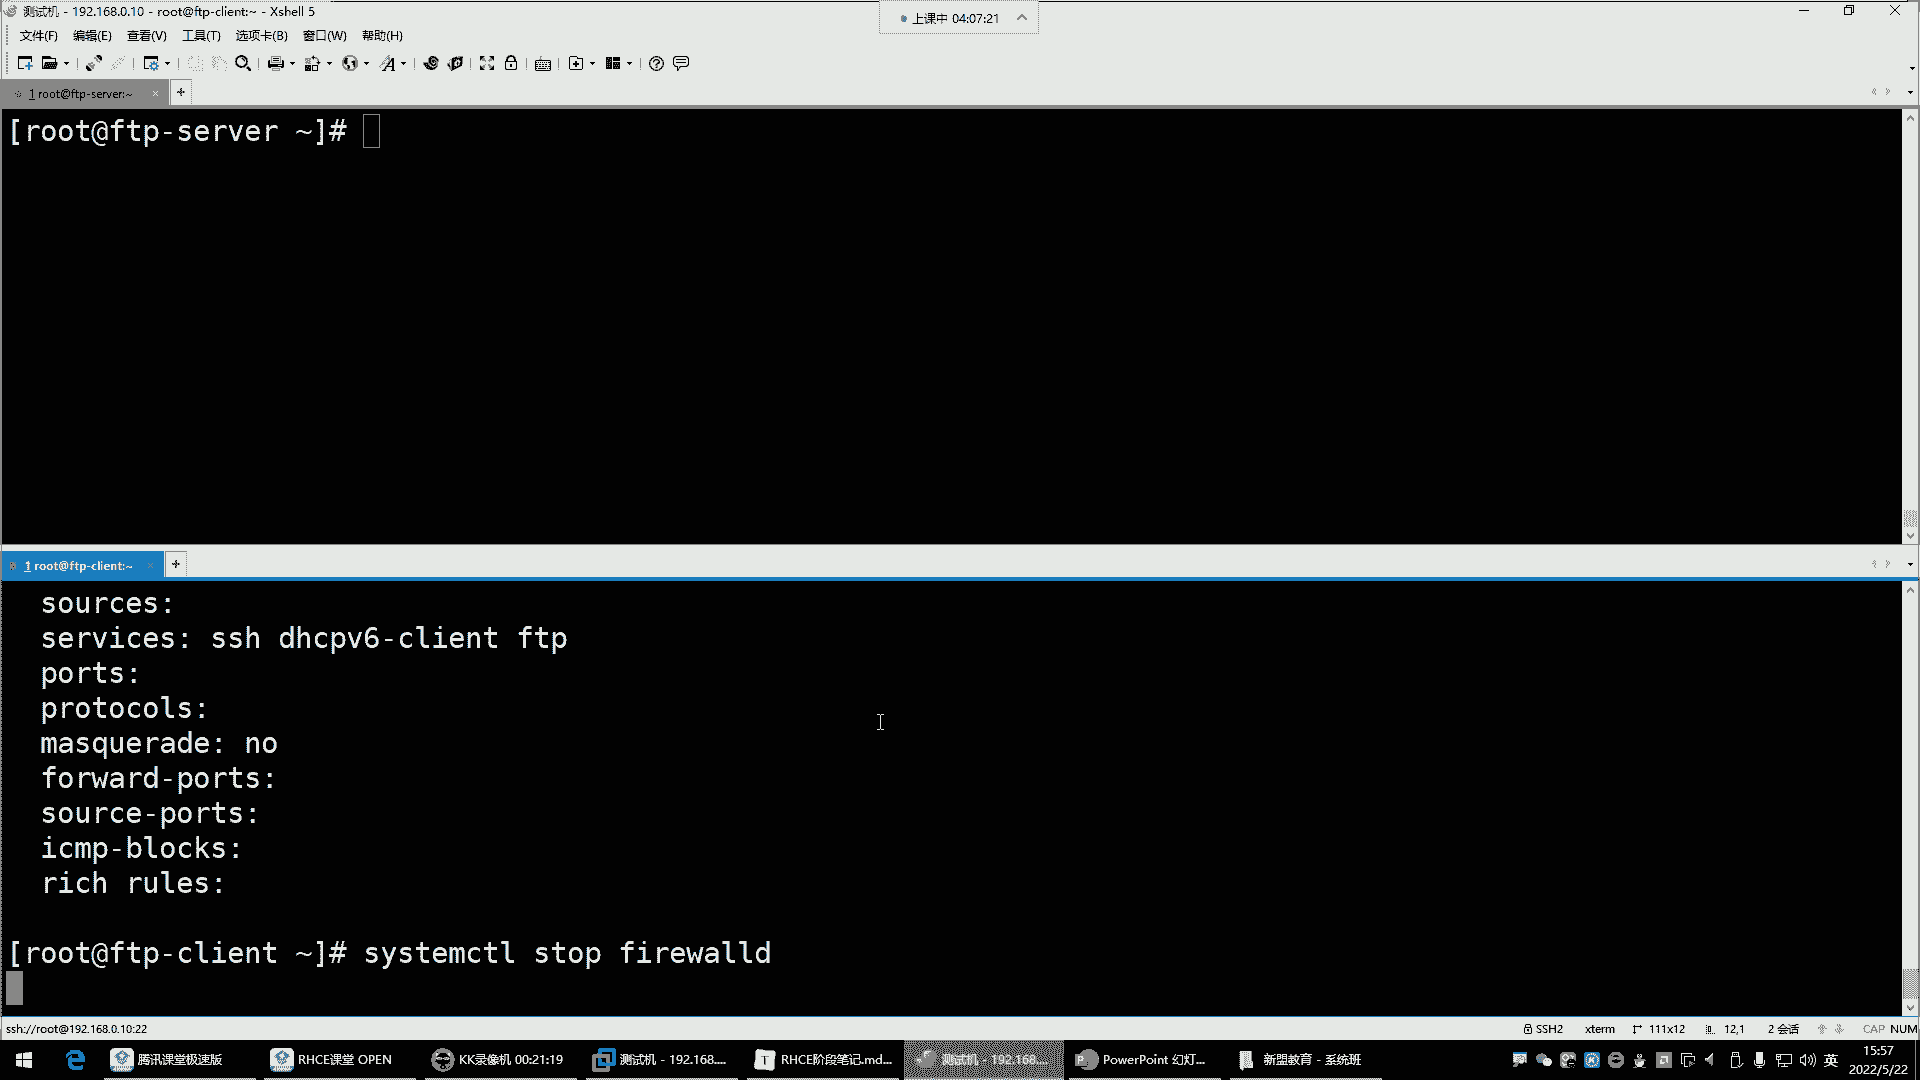 测试机 - 192.168.0.10 - root@ftp-client:~ - Xshell 5
上课中 04:07:21
文件(F) 编辑(E) 查看(V) 工具(T) 选项卡(B) 窗口(W) 帮助(H)
1 root@ftp-server:~
[root@ftp-server ~]#
1 root@ftp-client:~
sources:
services: ssh dhcpv6-client ftp
ports:
protocols:
masquerade: no
forward-ports:
source-ports:
icmp-blocks:
rich rules:
[root@ftp-client ~]# systemctl stop firewalld
ssh://root@192.168.0.10:22 SSH2 xterm 111x12 12,1 2 会话 CAP NUM
腾讯课堂极速版 RHCE课堂 OPEN KK录像机 00:21:19 测试机 - 192.168.... RHCE阶段笔记.md... 测试机 - 192.168.... PowerPoint 幻灯... 新盟教育 - 系统班 英 15:57
2022/5/22